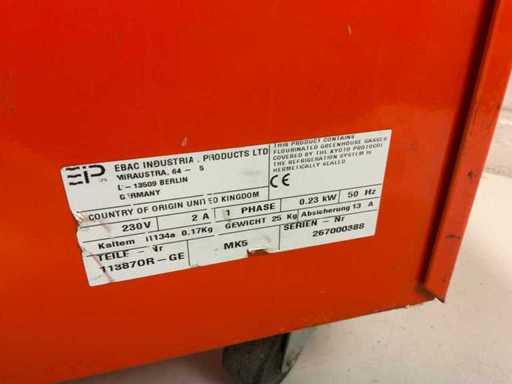 EIP EBAC INDUSTRIAL PRODUCTS LTD
MIRAUSTRA. 64 – S
D – 13509 BERLIN
GERMANY
THIS PRODUCT CONTAINS
FLOURINATED GREENHOUSE GASSES
COVERED BY THE KYOTO PROTOCOL
THE REFRIGERATION SYSTEM IS
HERMETICALLY SEALED
CE
COUNTRY OF ORIGIN UNITED KINGDOM
230V 2 A 1 PHASE 0.23 kW 50 Hz
Kaltem R134a 0.17Kg GEWICHT 25 Kg Absicherung 13 A
TEILE – Nr MK5 SERIEN – Nr
113870R – GE 267000388